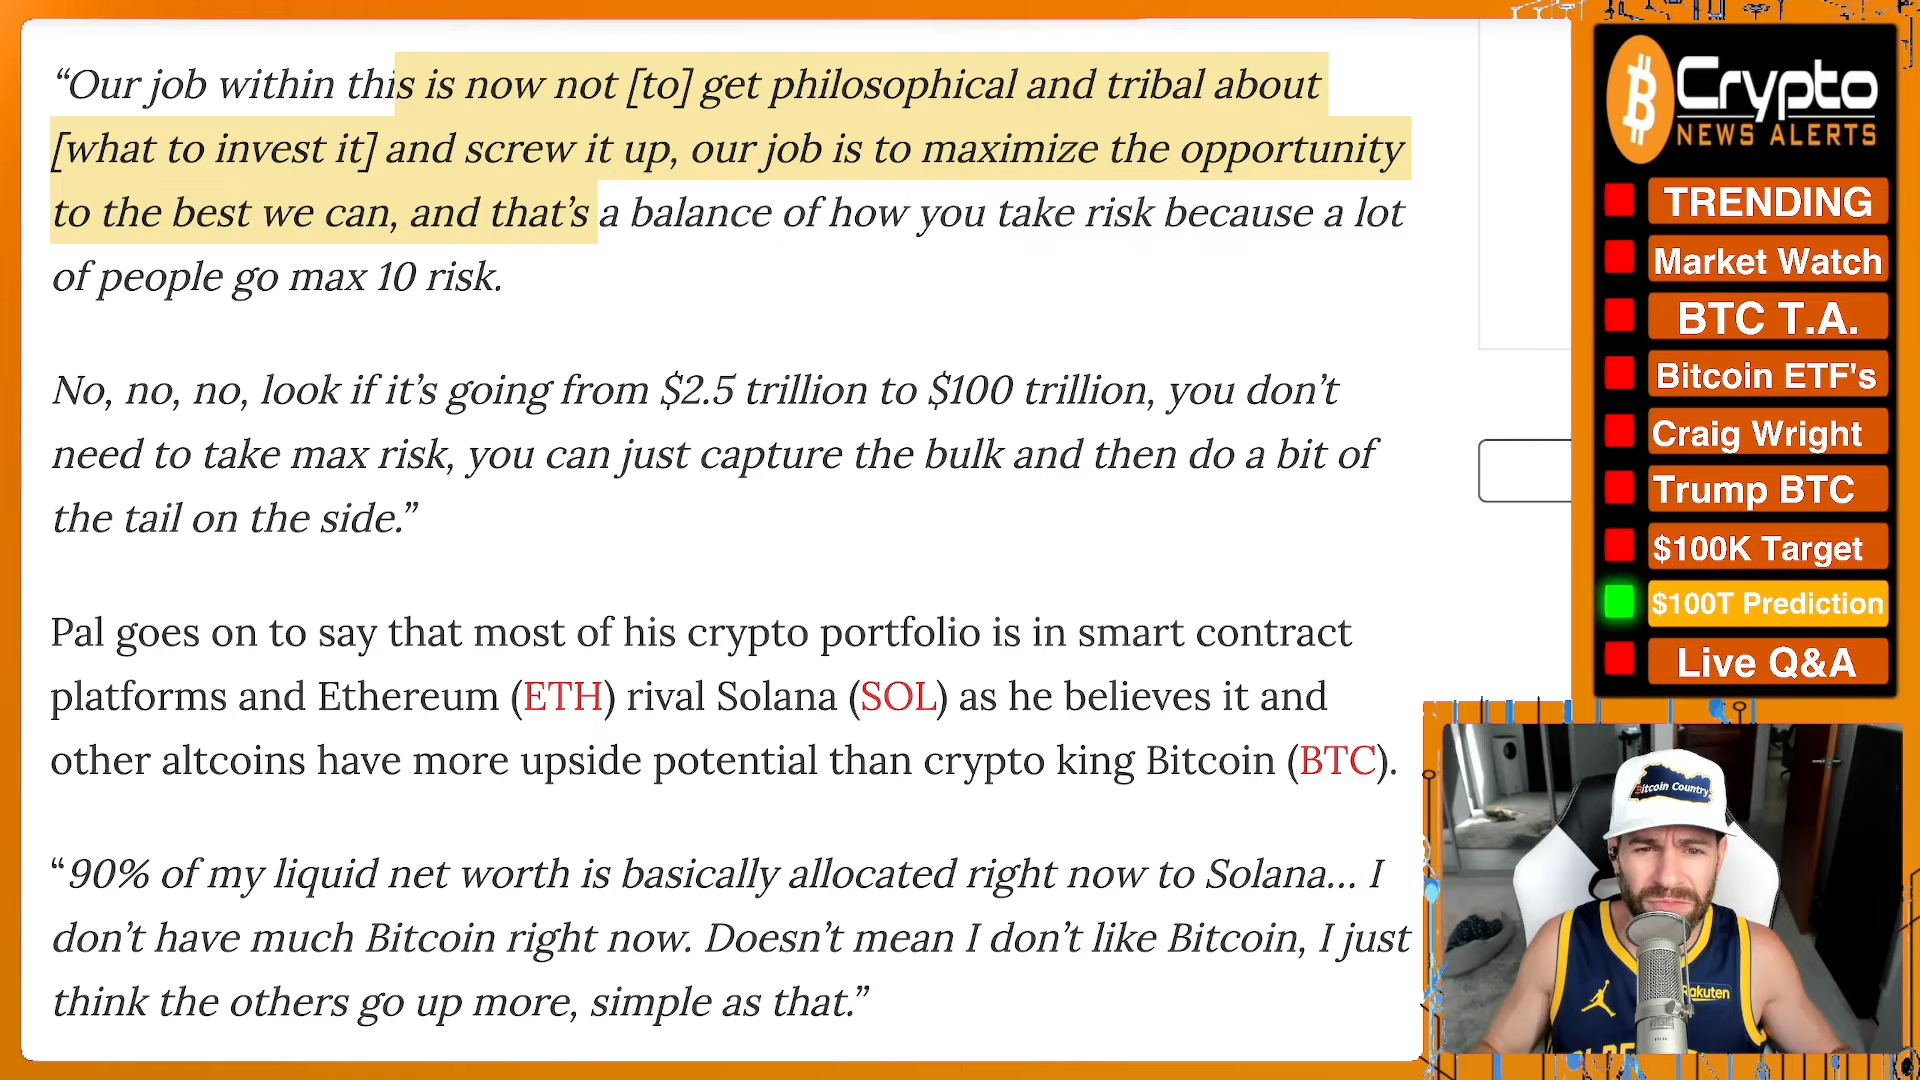 “Our job within this is now not [to] get philosophical and tribal about
[what to invest it] and screw it up, our job is to maximize the opportunity
to the best we can, and that’s a balance of how you take risk because a lot
of people go max 10 risk.
No, no, no, look if it’s going from $2.5 trillion to $100 trillion, you don’t
need to take max risk, you can just capture the bulk and then do a bit of
the tail on the side.”
Pal goes on to say that most of his crypto portfolio is in smart contract
platforms and Ethereum (ETH) rival Solana (SOL) as he believes it and
other altcoins have more upside potential than crypto king Bitcoin (BTC).
“90% of my liquid net worth is basically allocated right now to Solana… I
don’t have much Bitcoin right now. Doesn’t mean I don’t like Bitcoin, I just
think the others go up more, simple as that.”
Crypto
NEWS ALERTS
TRENDING
Market Watch
BTC T.A.
Bitcoin ETF's
Craig Wright
Trump BTC
$100K Target
$100T Prediction
Live Q&A
Bitcoin Country
Rakuten